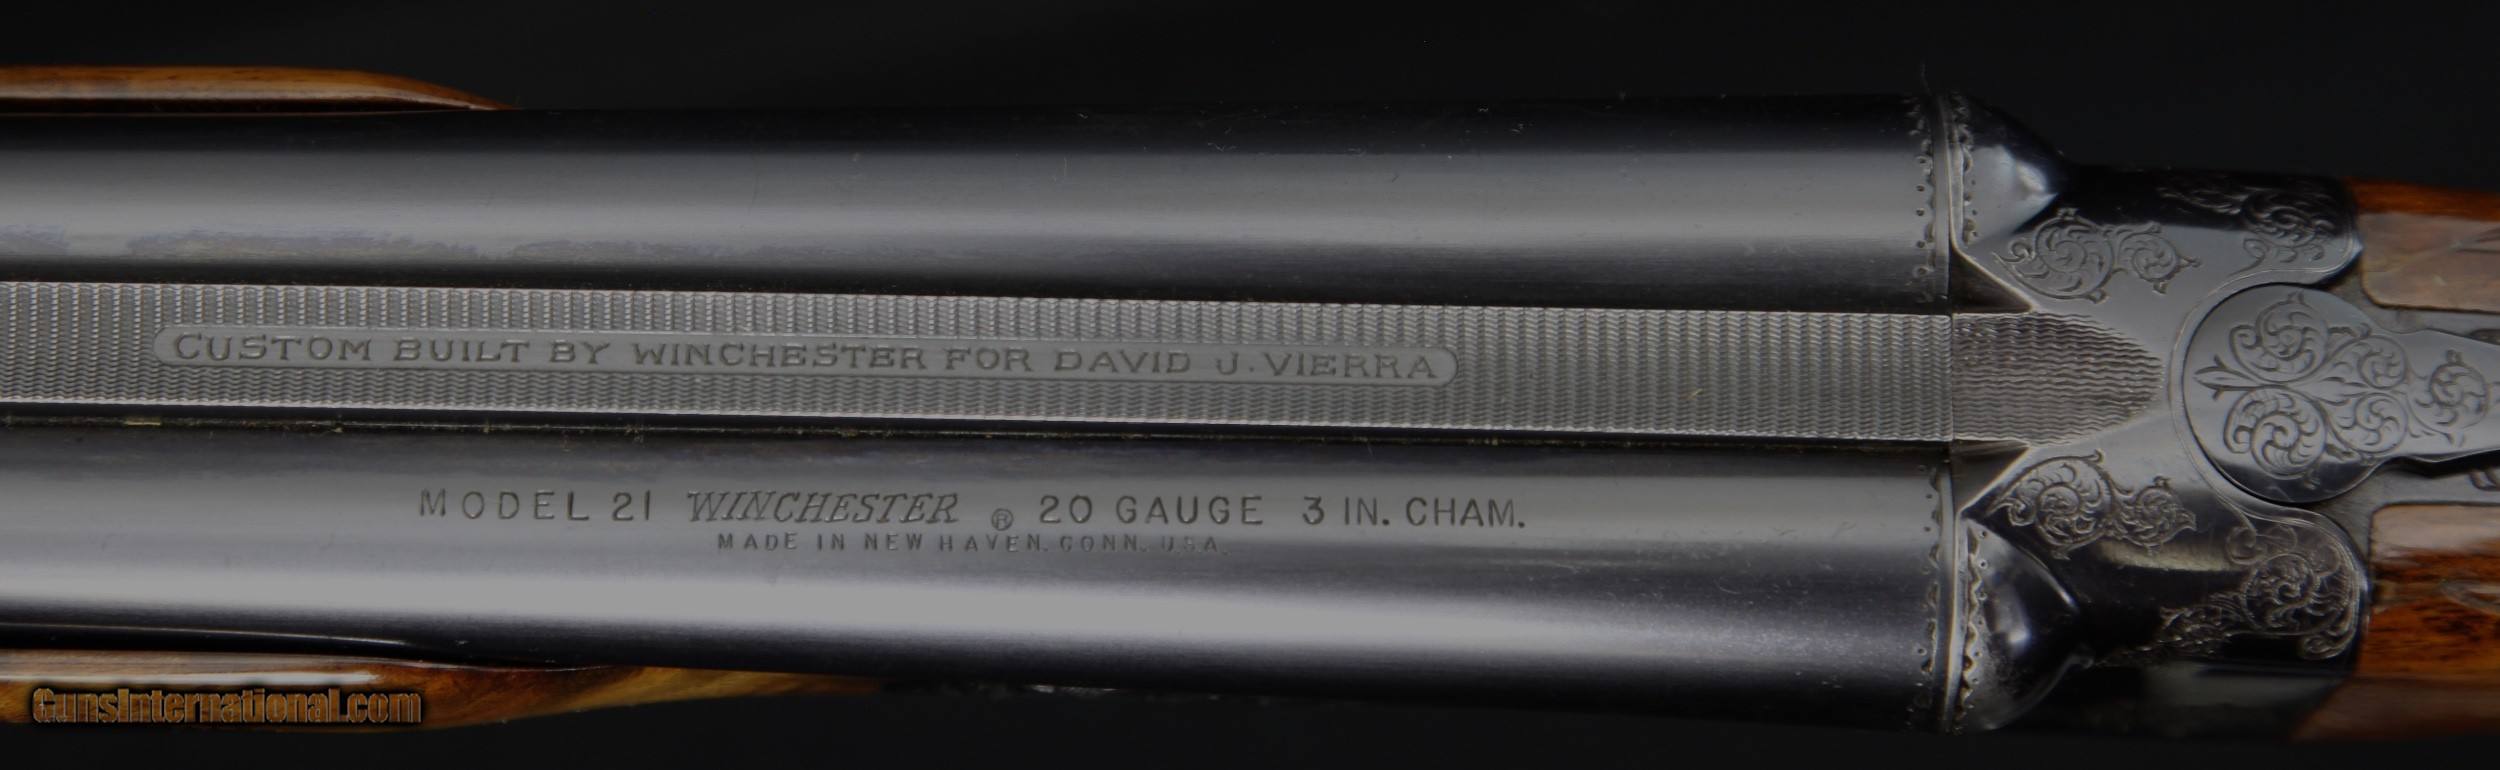 CUSTOM BUILT BY WINCHESTER FOR DAVID J. VIERRA
MODEL 21 WINCHESTER ® 20 GAUGE 3 IN. CHAM.
MADE IN NEW HAVEN. CONN. U.S.A.
GunsInternational.com